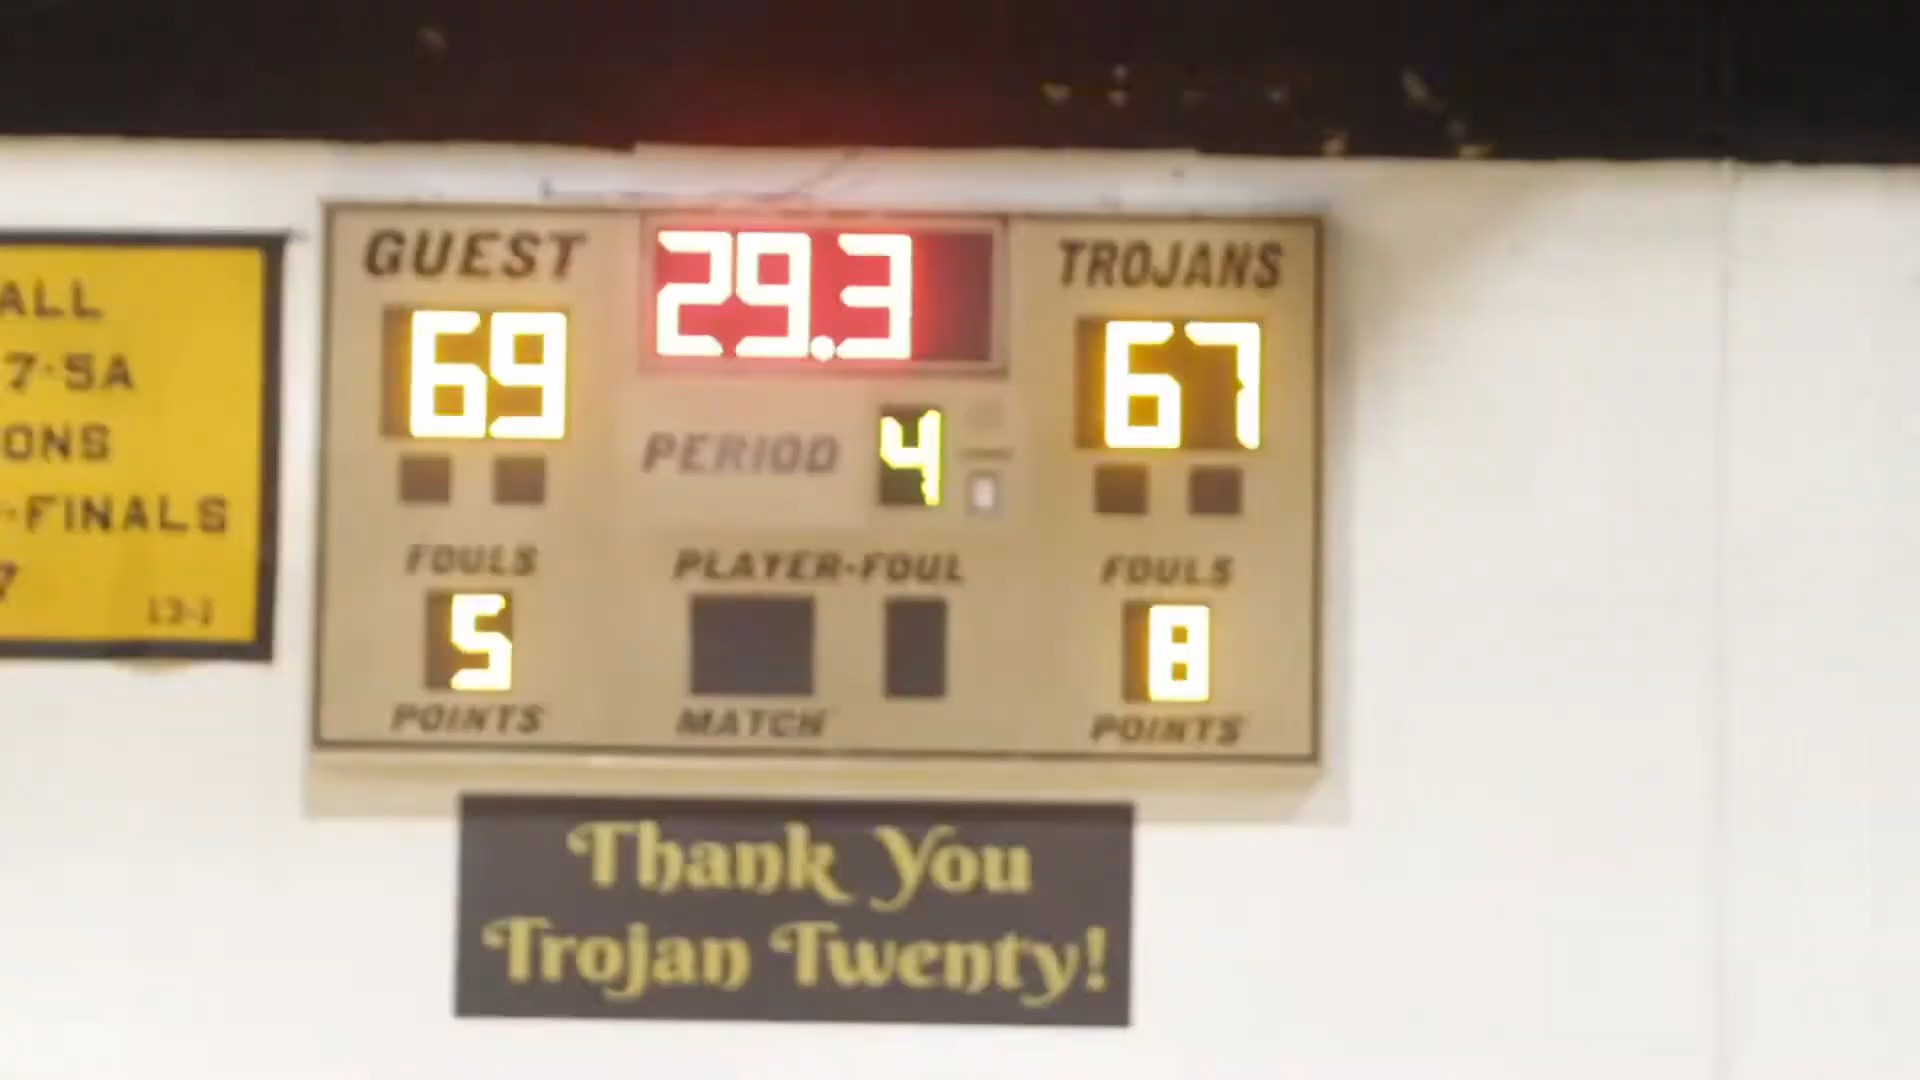 ALL
7-5A
ONS
-FINALS
7
13-1
GUEST 29.3 TROJANS
69 67
PERIOD 4
FOULS PLAYER-FOUL FOULS
5 8
POINTS MATCH POINTS
Thank You
Trojan Twenty!